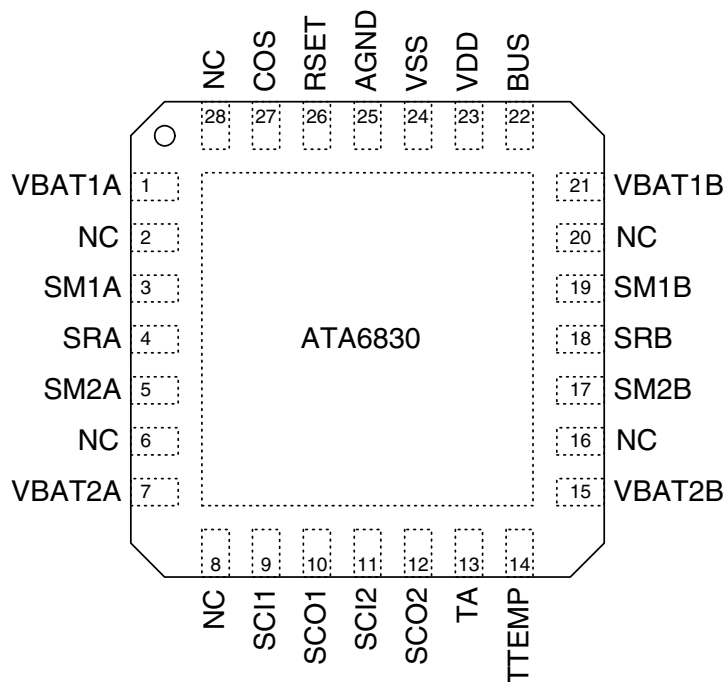 NC COS RSET AGND VSS VDD BUS
28 27 26 25 24 23 22
VBAT1A 1 21 VBAT1B
NC 2 20 NC
SM1A 3 19 SM1B
SRA 4 ATA6830 18 SRB
SM2A 5 17 SM2B
NC 6 16 NC
VBAT2A 7 15 VBAT2B
8 9 10 11 12 13 14
NC SCI1 SCO1 SCI2 SCO2 TA TTEMP